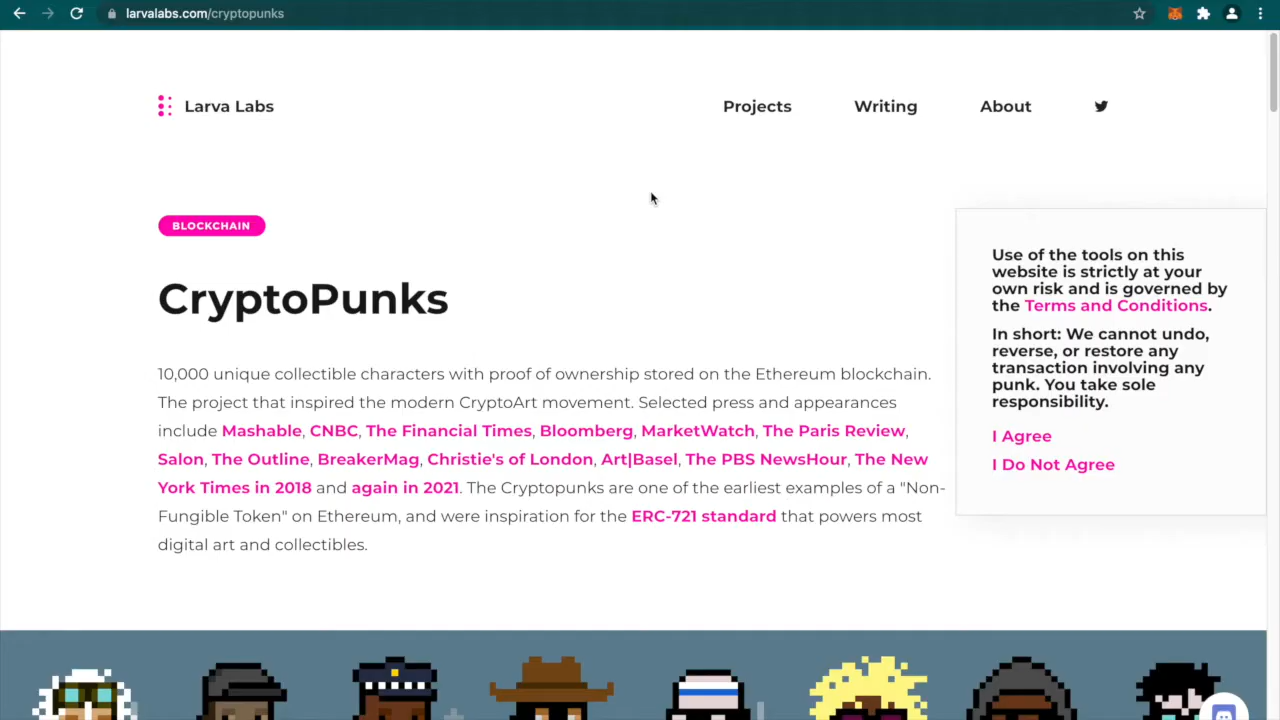 larvalabs.com/cryptopunks
Larva Labs
Projects
Writing
About
BLOCKCHAIN
CryptoPunks
10,000 unique collectible characters with proof of ownership stored on the Ethereum blockchain.
The project that inspired the modern CryptoArt movement. Selected press and appearances
include Mashable, CNBC, The Financial Times, Bloomberg, MarketWatch, The Paris Review,
Salon, The Outline, BreakerMag, Christie's of London, Art|Basel, The PBS NewsHour, The New
York Times in 2018 and again in 2021. The Cryptopunks are one of the earliest examples of a "Non-
Fungible Token" on Ethereum, and were inspiration for the ERC-721 standard that powers most
digital art and collectibles.
Use of the tools on this
website is strictly at your
own risk and is governed by
the Terms and Conditions.
In short: We cannot undo,
reverse, or restore any
transaction involving any
punk. You take sole
responsibility.
I Agree
I Do Not Agree